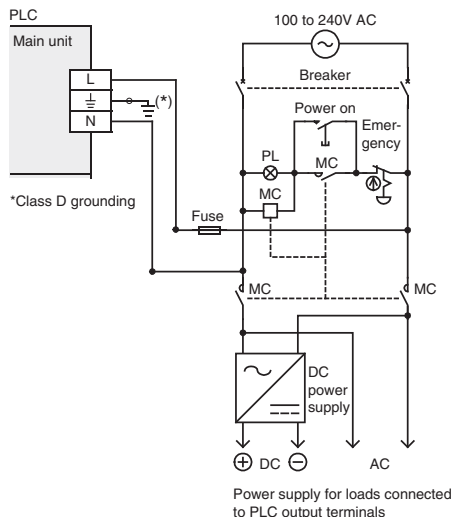 PLC
100 to 240V AC
Main unit
L
(*)
N
Breaker
Power on
Emer-
gency
PL
MC
MC
*Class D grounding
Fuse
MC
MC
DC
power
supply
DC
AC
Power supply for loads connected
to PLC output terminals